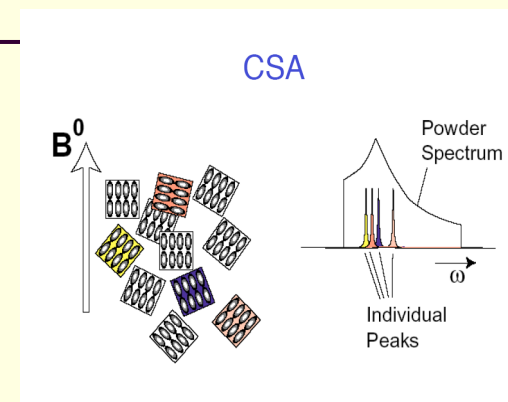 CSA
B0
Powder
Spectrum
ω
Individual
Peaks